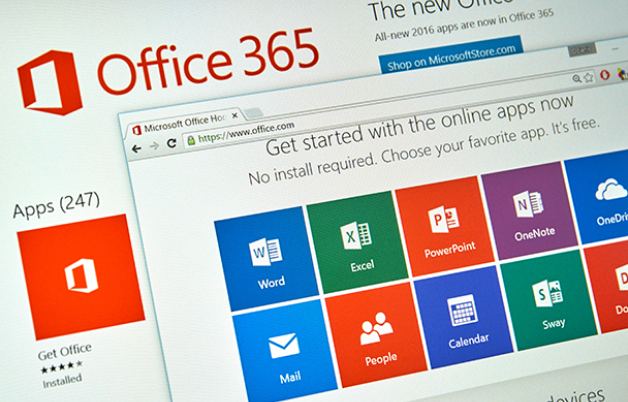 Office 365
The new Office
All-new 2016 apps are now in Office 365
Shop on MicrosoftStore.com
Microsoft Office Ho
https://www.office.com
Get started with the online apps now
No install required. Choose your favorite app. It's free.
Apps (247)
Word
Excel
PowerPoint
OneNote
OneDri
Mail
People
Calendar
Sway
Do
Get Office
Installed
devices